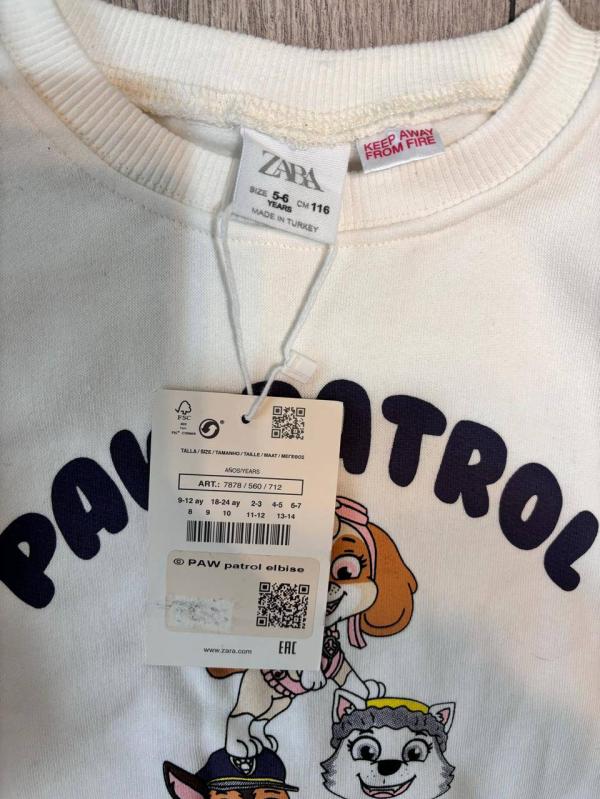 ZARA
SIZE 5-6 YEARS CM 116
MADE IN TURKEY
KEEP AWAY
FROM FIRE
PAW PATROL
FSC
TALLA / SIZE / TAMANHO / TAILLE / MAAT / ΜΕΓΕΘΟΣ
AÑOS/YEARS
ART.: 7878 / 560 / 712
9-12 ay 18-24 ay 2-3 4-5 6-7
8 9 10 11-12 13-14
© PAW patrol elbise
www.zara.com
EAC